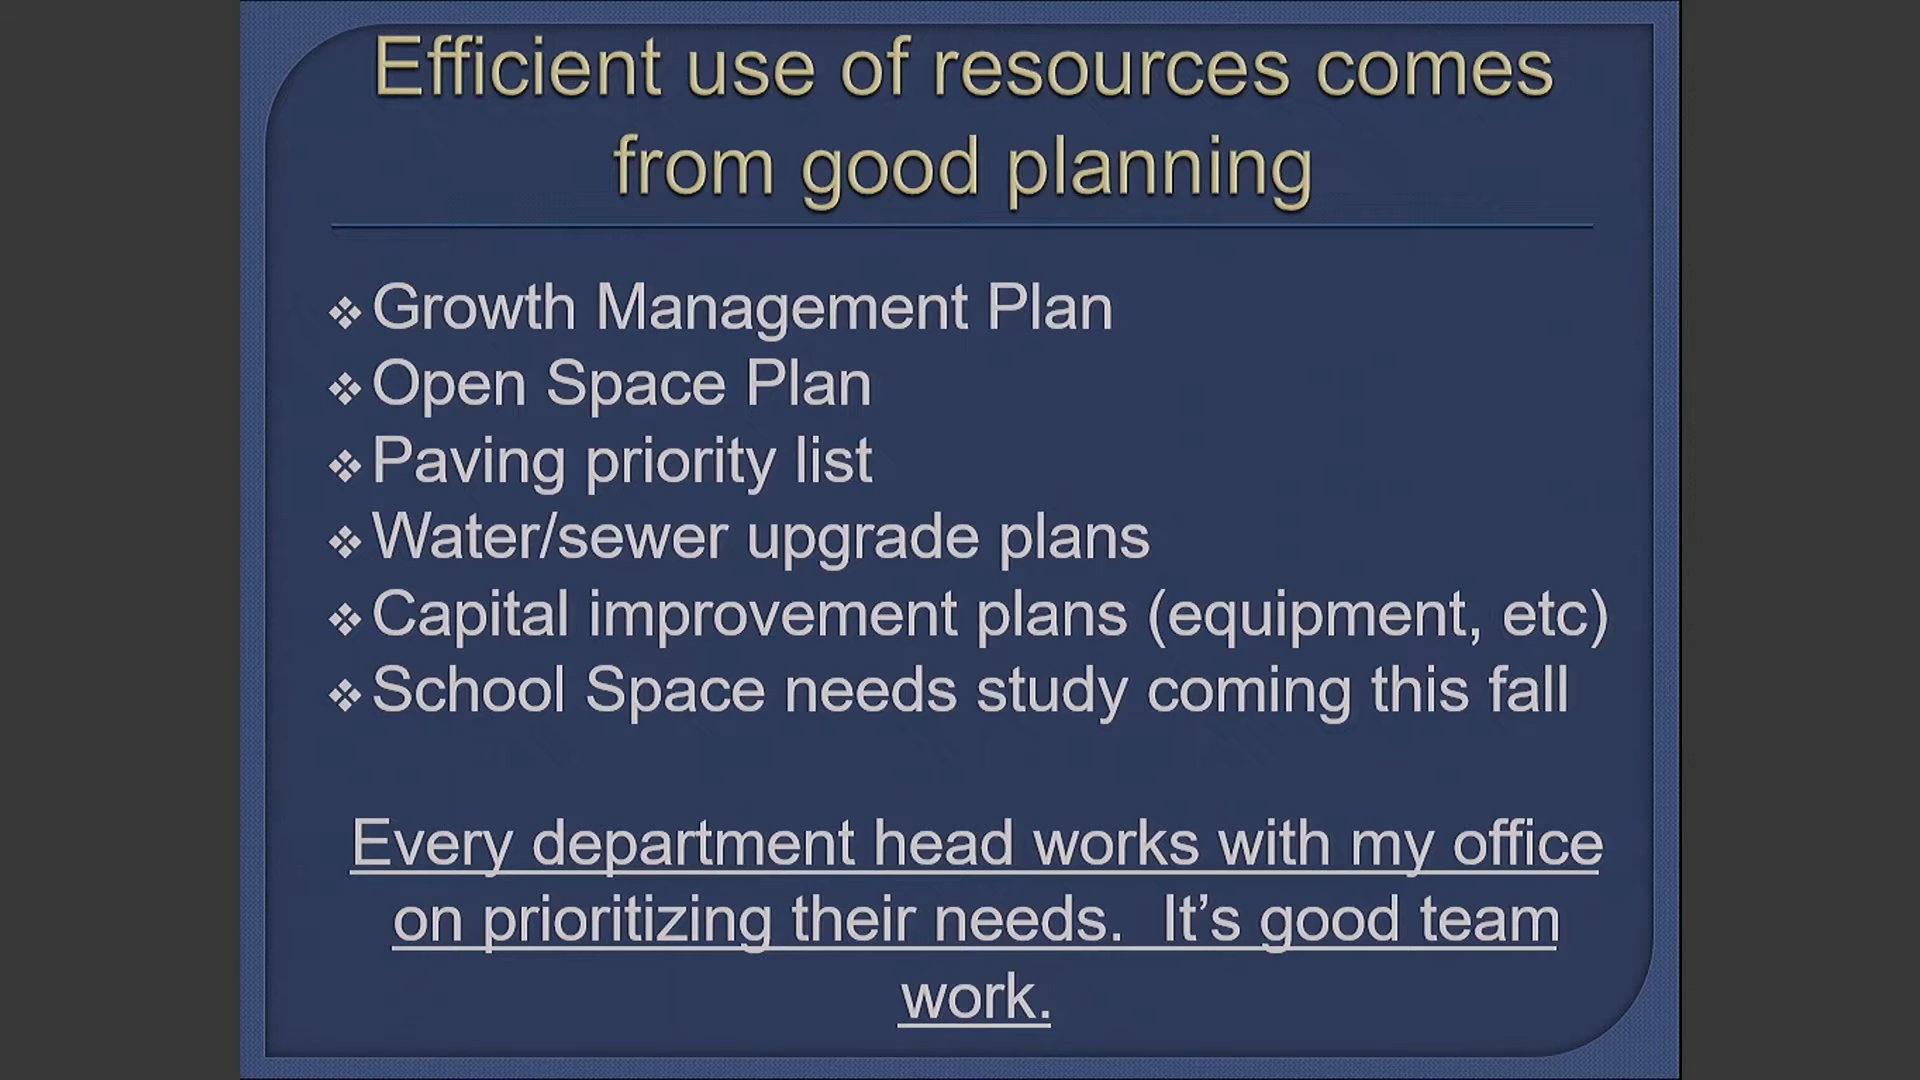 Efficient use of resources comes
from good planning
❖ Growth Management Plan
❖ Open Space Plan
❖ Paving priority list
❖ Water/sewer upgrade plans
❖ Capital improvement plans (equipment, etc)
❖ School Space needs study coming this fall
Every department head works with my office
on prioritizing their needs.  It’s good team
work.